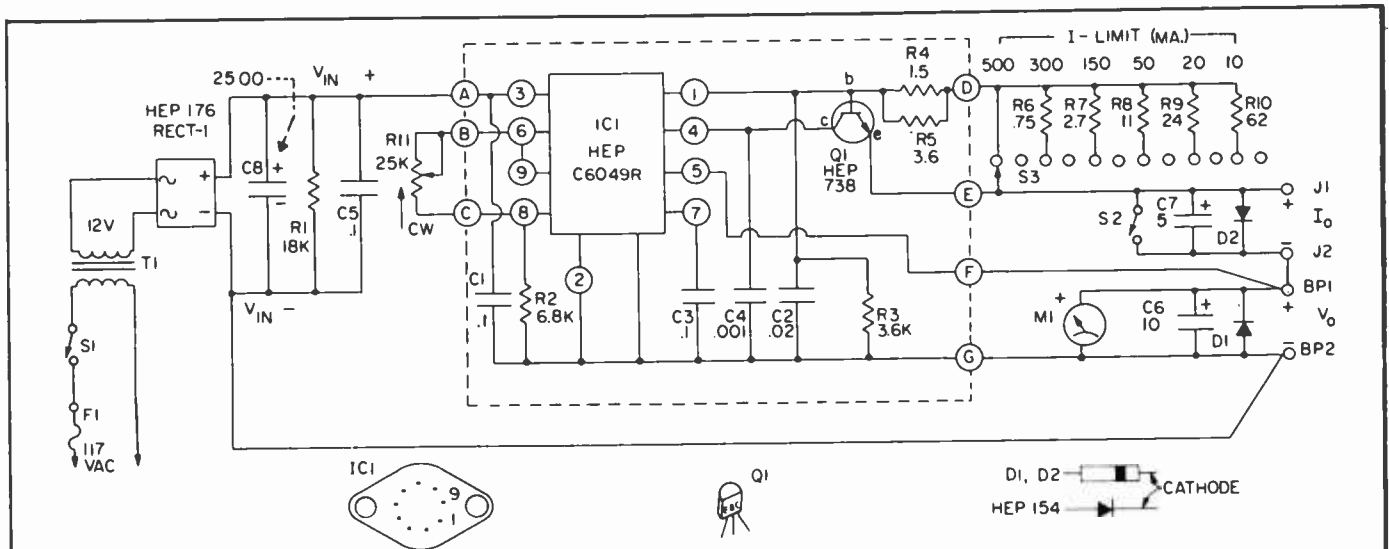 I - LIMIT (MA.)
500 300 150 50 20 10
2500
V_IN +
HEP 176
RECT-1
C8
+
-
R1
18K
C5
.1
V_IN -
12V
T1
S1
F1
117
VAC
A
B
C
R11
25K
CW
3
6
9
8
2
IC1
HEP
C6049R
1
4
5
7
C1
.1
R2
6.8K
C3
.1
C4
.001
C2
.02
R3
3.6K
b
c
e
Q1
HEP
738
R4
1.5
R5
3.6
D
E
F
G
R6
.75
R7
2.7
R8
11
R9
24
R10
62
S3
S2
C7
5
+
D2
J1
+
I_o
-
J2
BP1
+
V_o
-
BP2
M1
+
C6
10
+
D1
IC1
9
1
Q1
EBC
D1, D2
HEP 154
CATHODE